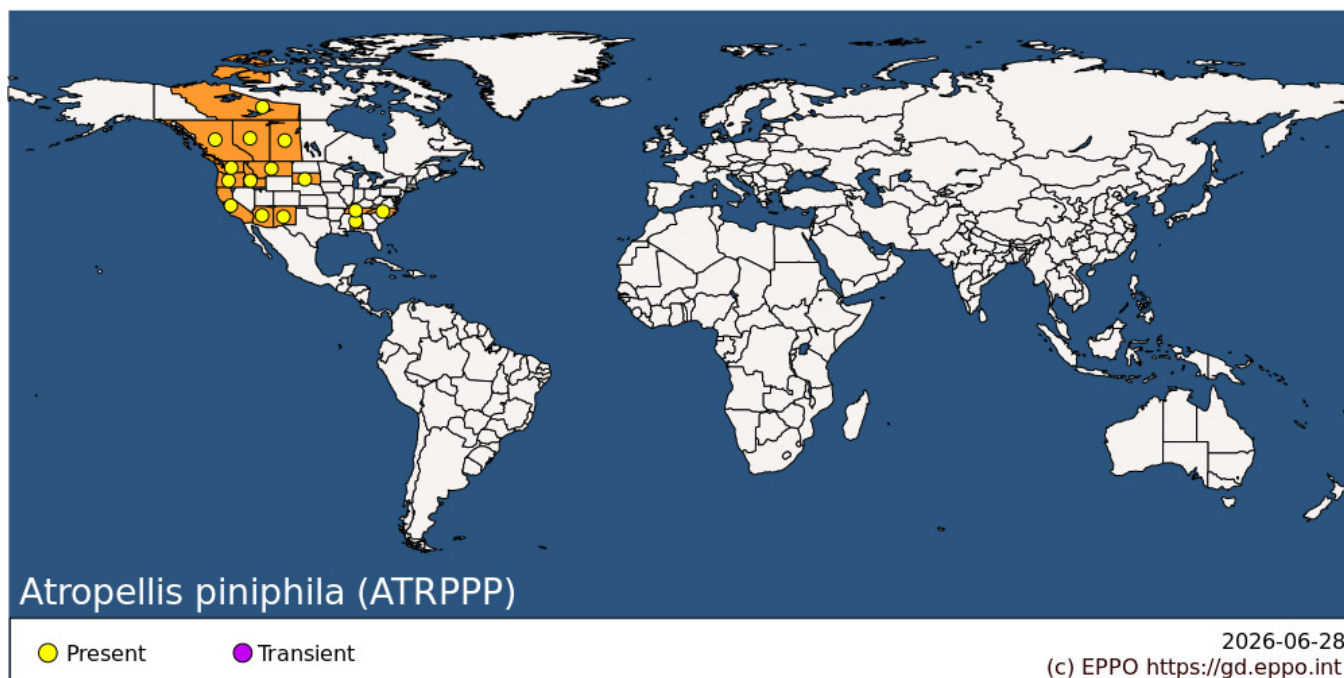 Atropellis piniphila (ATRPPP)
Present
Transient
2026-06-28
(c) EPPO https://gd.eppo.int